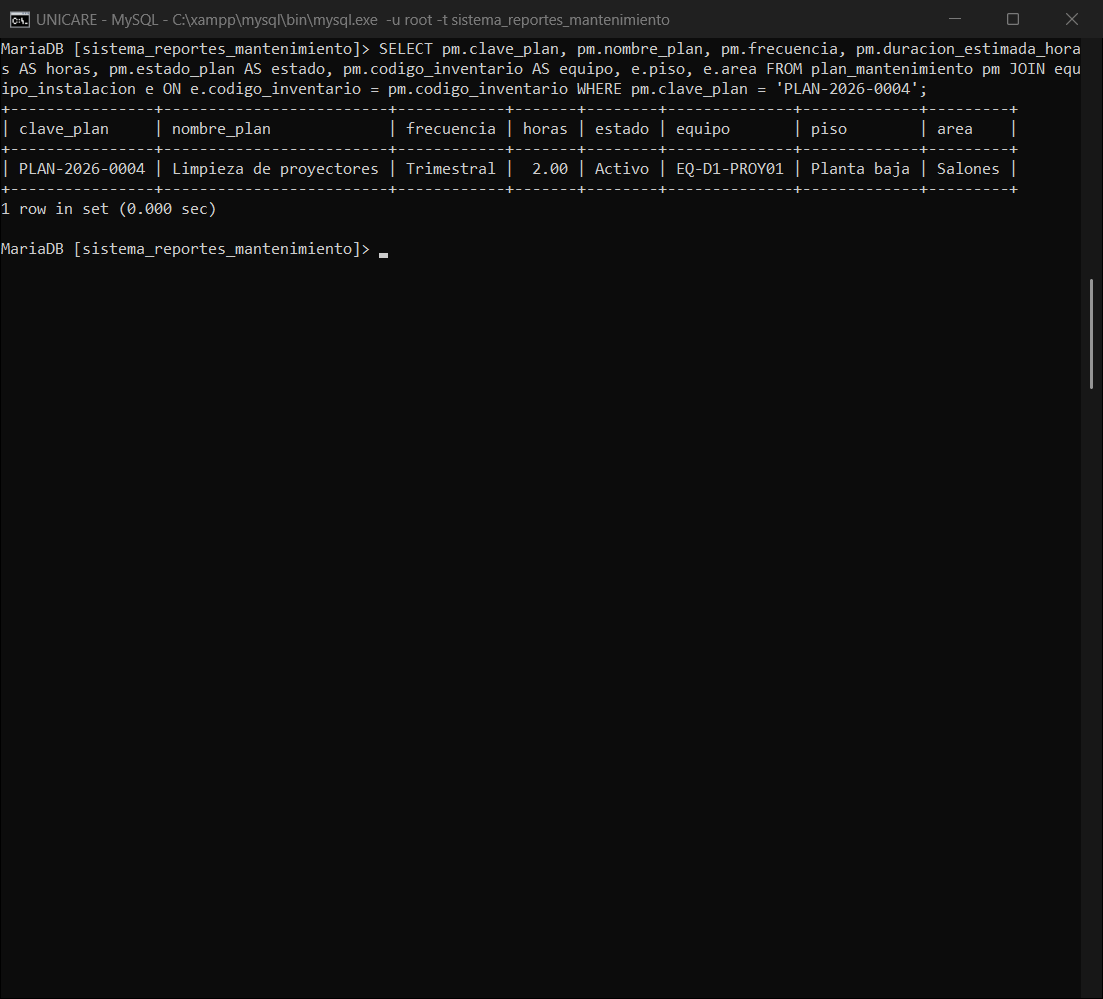 UNICARE - MySQL - C:\xampp\mysql\bin\mysql.exe  -u root -t sistema_reportes_mantenimiento
MariaDB [sistema_reportes_mantenimiento]> SELECT pm.clave_plan, pm.nombre_plan, pm.frecuencia, pm.duracion_estimada_hora
s AS horas, pm.estado_plan AS estado, pm.codigo_inventario AS equipo, e.piso, e.area FROM plan_mantenimiento pm JOIN equ
ipo_instalacion e ON e.codigo_inventario = pm.codigo_inventario WHERE pm.clave_plan = 'PLAN-2026-0004';
+----------------+-------------------------+------------+-------+--------+--------------+-------------+---------+
| clave_plan     | nombre_plan             | frecuencia | horas | estado | equipo       | piso        | area    |
+----------------+-------------------------+------------+-------+--------+--------------+-------------+---------+
| PLAN-2026-0004 | Limpieza de proyectores | Trimestral |  2.00 | Activo | EQ-D1-PROY01 | Planta baja | Salones |
+----------------+-------------------------+------------+-------+--------+--------------+-------------+---------+
1 row in set (0.000 sec)
MariaDB [sistema_reportes_mantenimiento]>